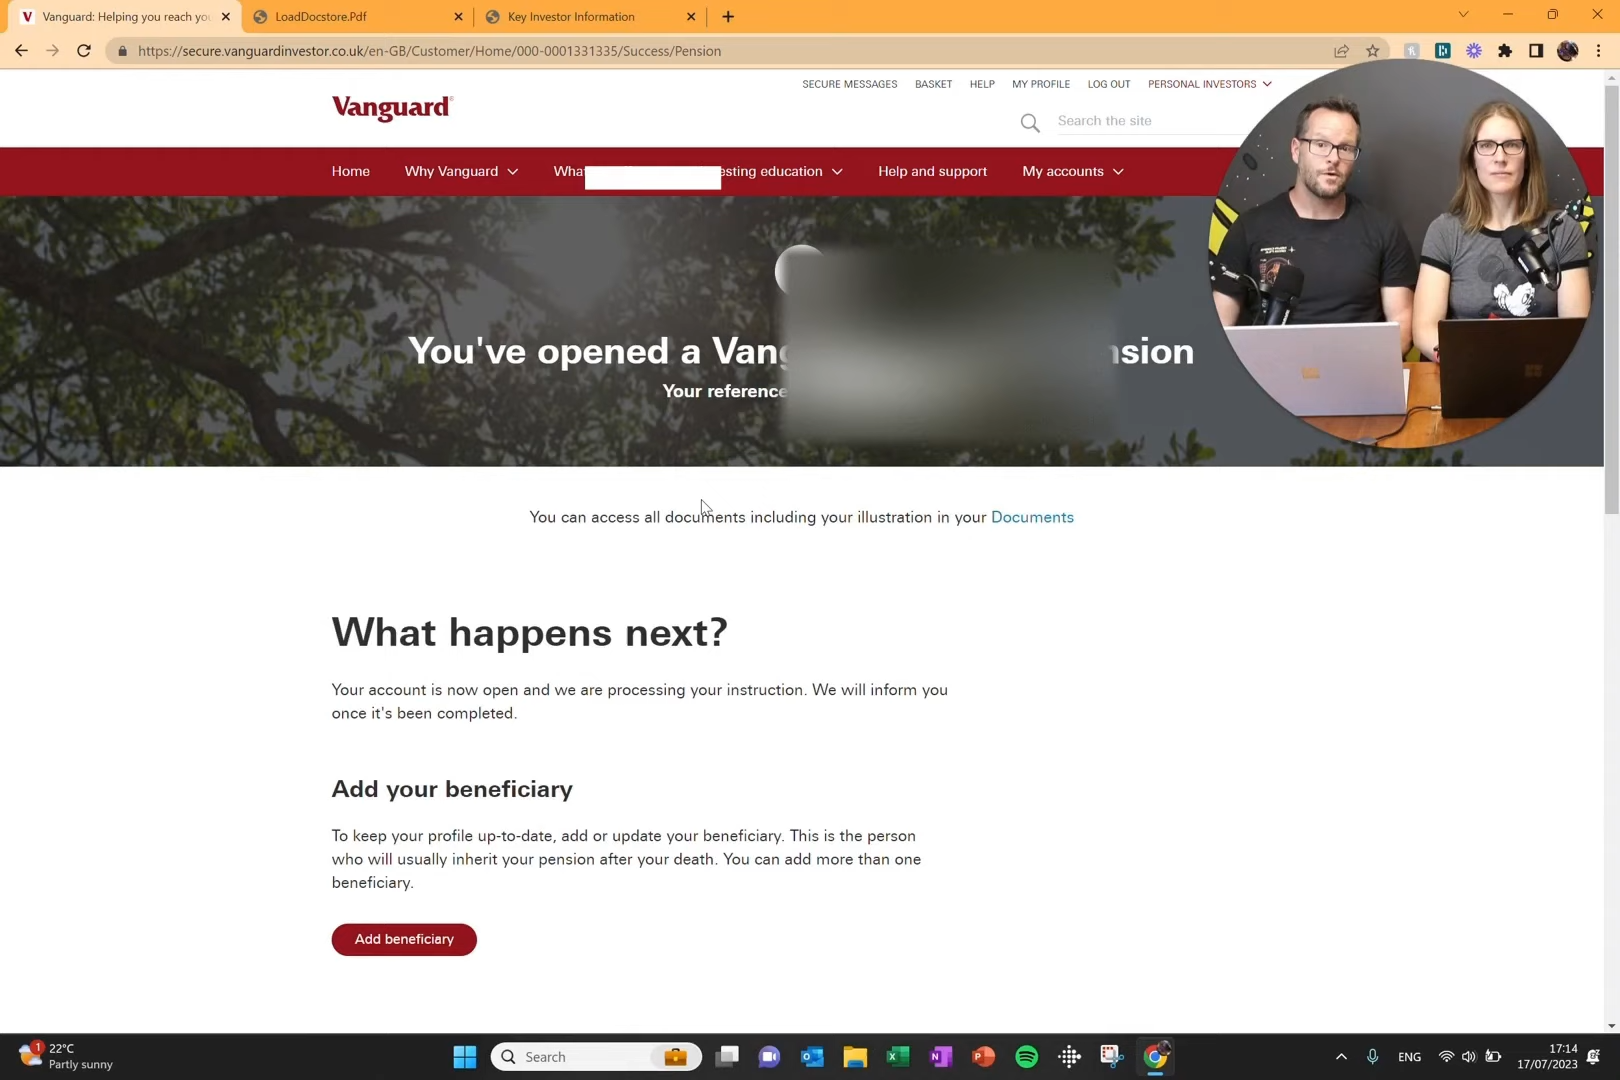 Vanguard: Helping you reach yo
LoadDocstore.Pdf
Key Investor Information
https://secure.vanguardinvestor.co.uk/en-GB/Customer/Home/000-0001331335/Success/Pension
SECURE MESSAGES BASKET HELP MY PROFILE LOG OUT PERSONAL INVESTORS
Vanguard
Search the site
Home Why Vanguard What esting education Help and support My accounts
You've opened a Vang nsion
Your reference
You can access all documents including your illustration in your Documents
What happens next?
Your account is now open and we are processing your instruction. We will inform you
once it's been completed.
Add your beneficiary
To keep your profile up-to-date, add or update your beneficiary. This is the person
who will usually inherit your pension after your death. You can add more than one
beneficiary.
Add beneficiary
1
22°C
Partly sunny
Search
ENG
17:14
17/07/2023